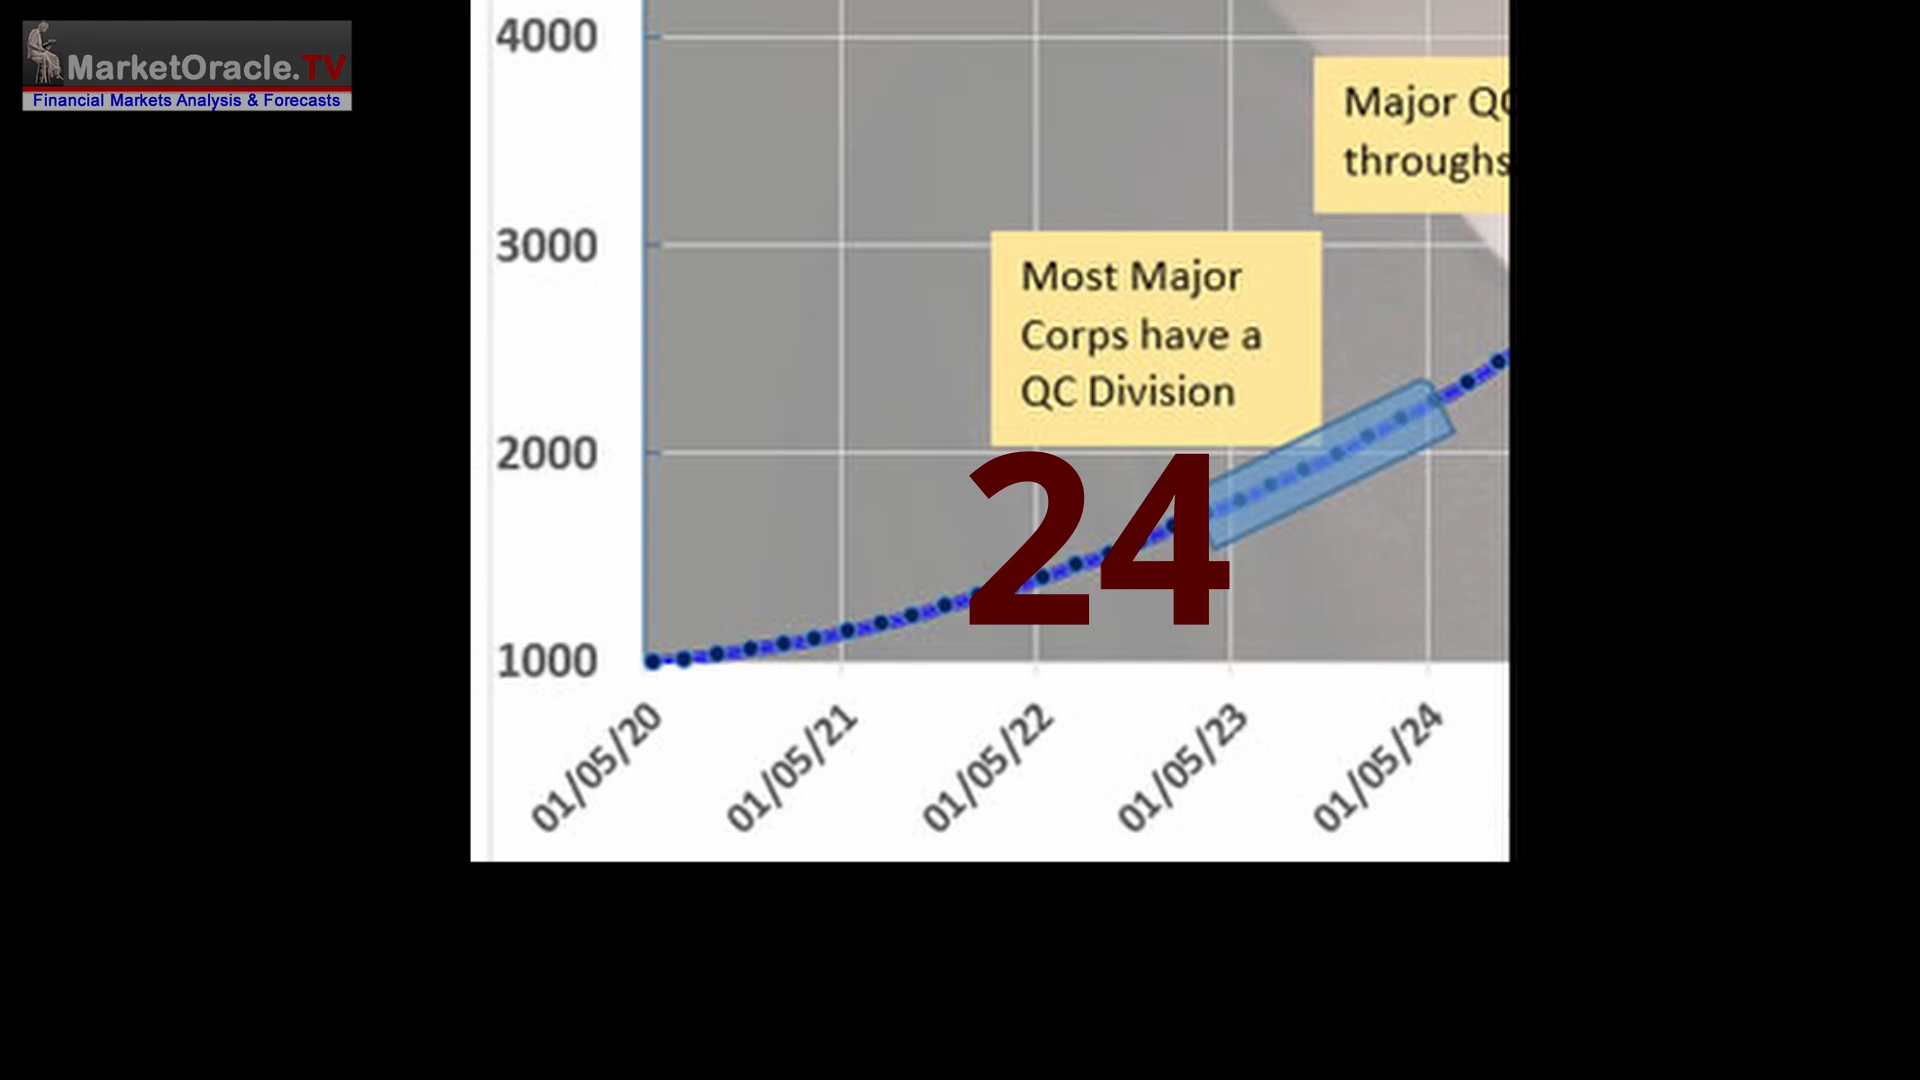 MarketOracle.TV
Financial Markets Analysis & Forecasts
4000
3000
2000
1000
Major
throughs
Most Major
Corps have a
QC Division
24
01/05/20
01/05/21
01/05/22
01/05/23
01/05/24